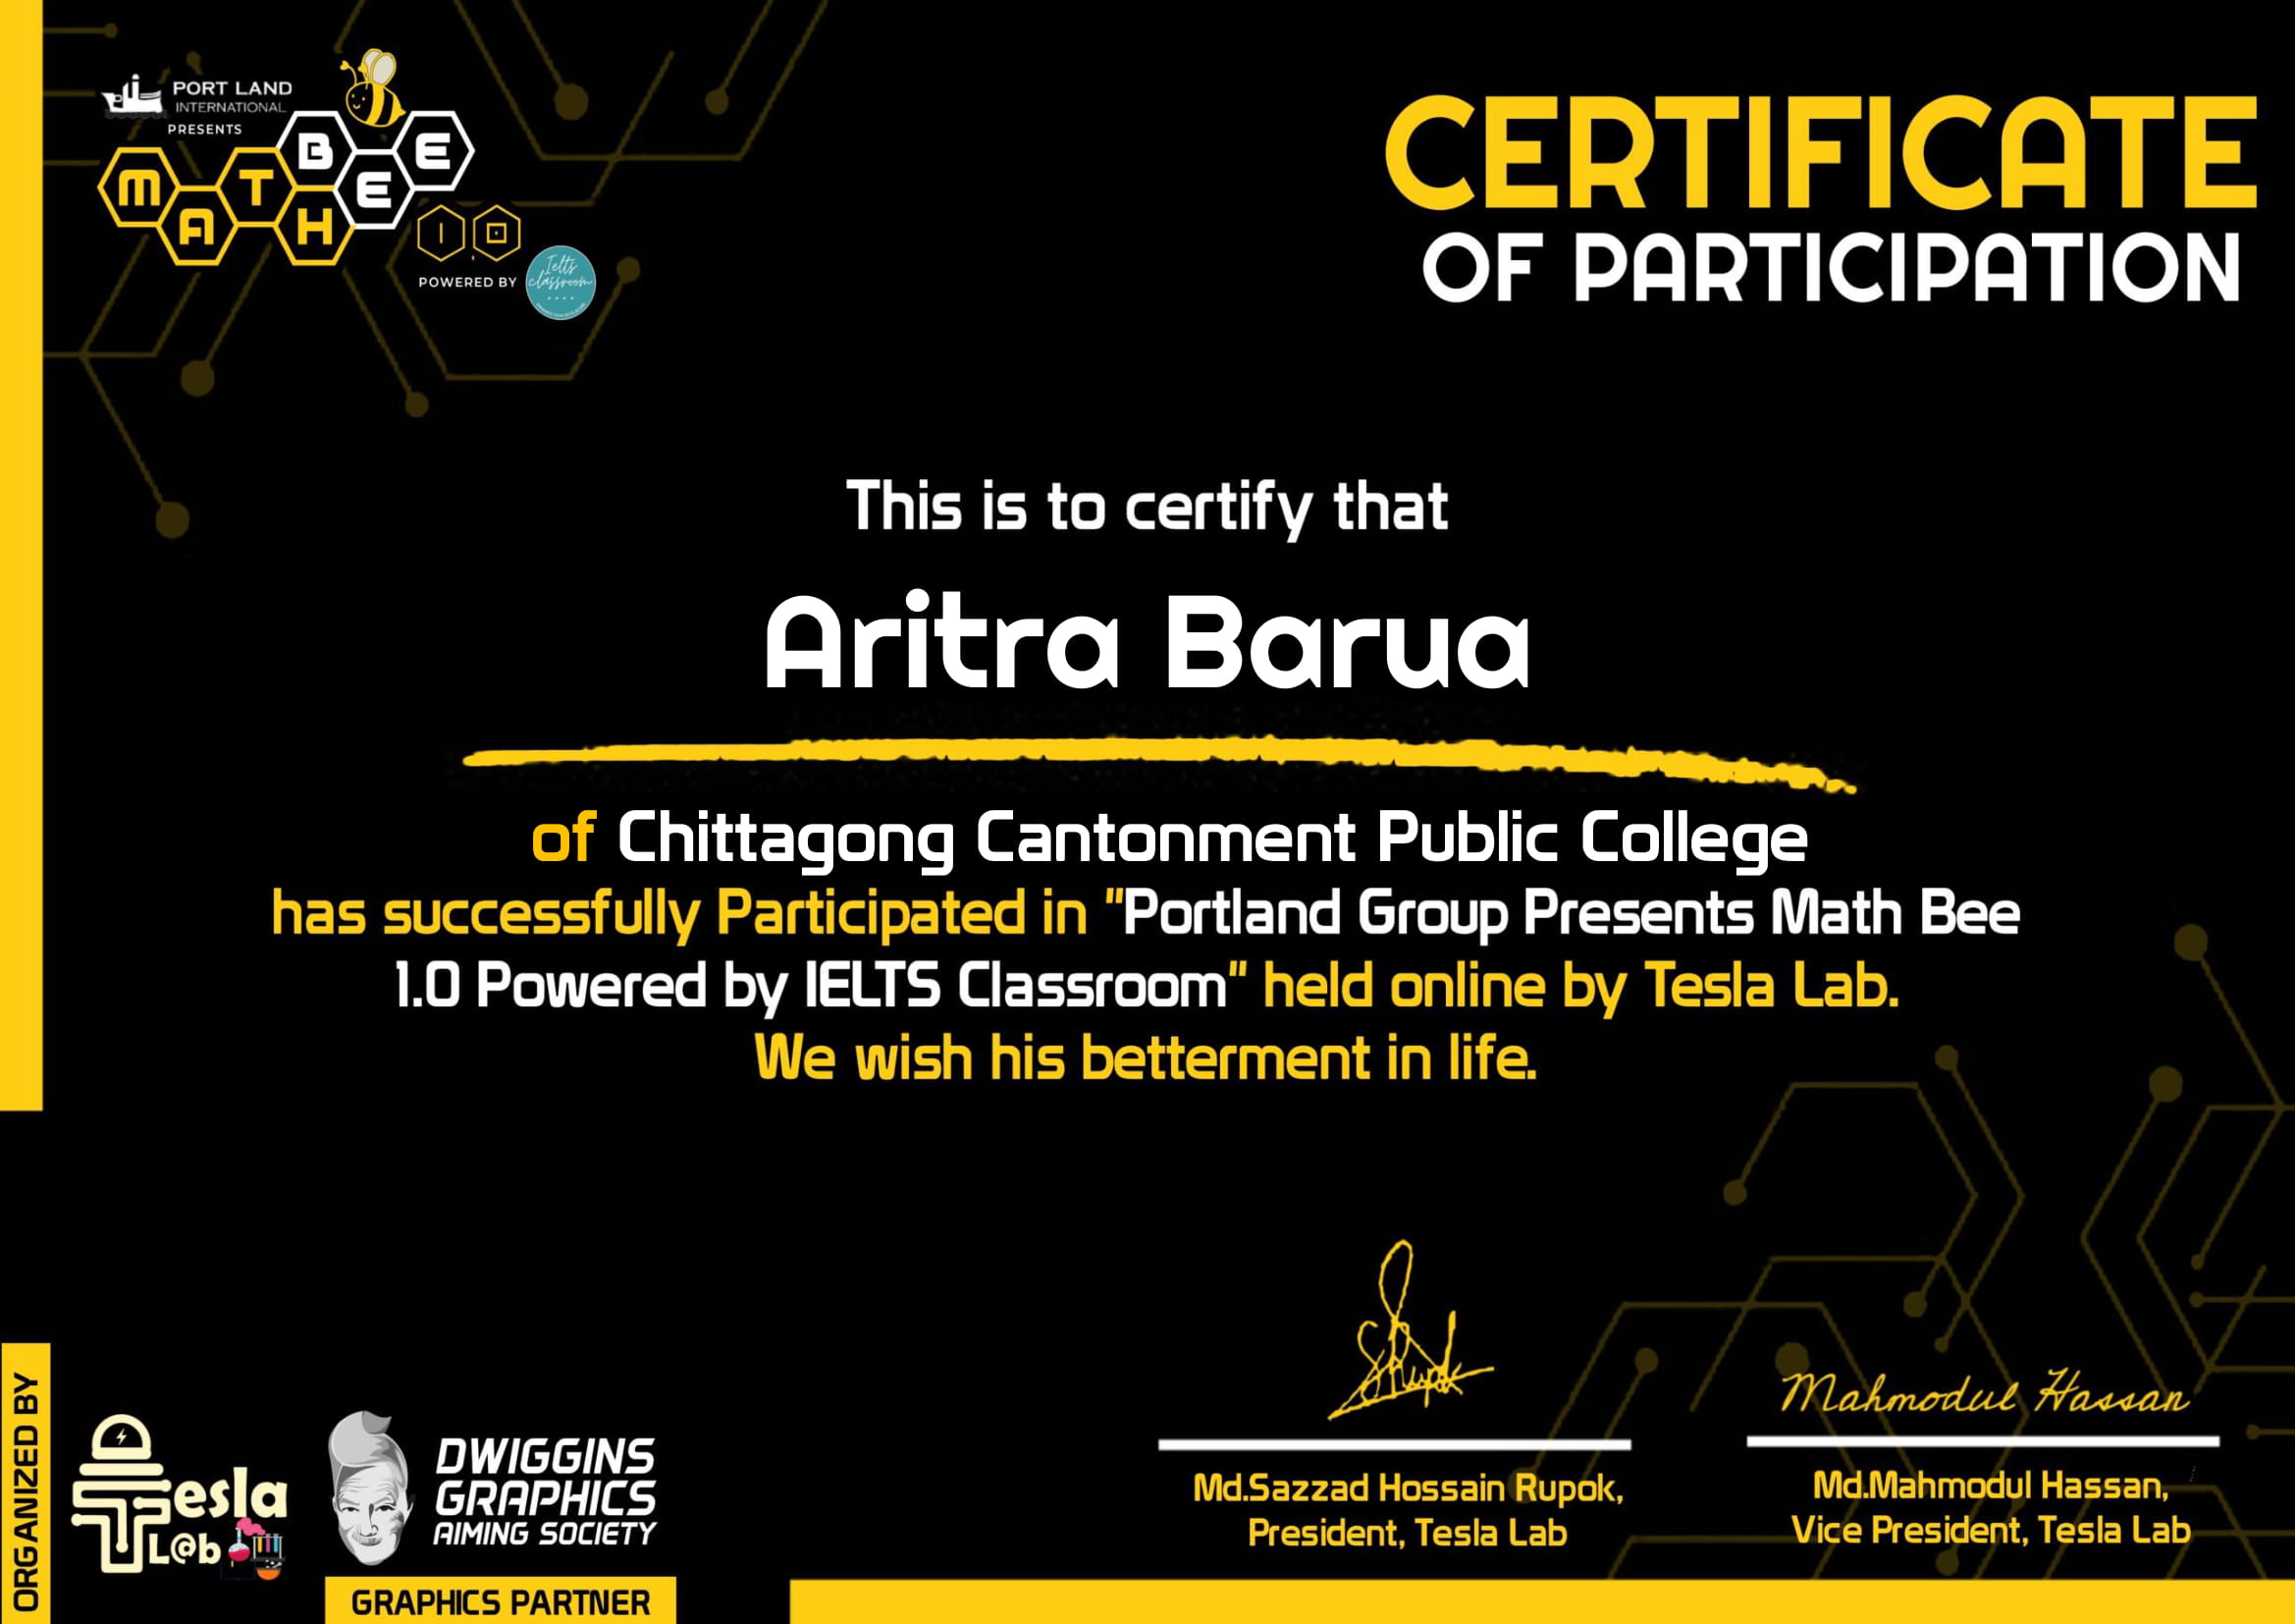 PORT LAND
INTERNATIONAL
PRESENTS
MATH BEE
1.0
POWERED BY
Ielts
classroom
CERTIFICATE
OF PARTICIPATION
This is to certify that
Aritra Barua
of Chittagong Cantonment Public College
has successfully Participated in "Portland Group Presents Math Bee
1.0 Powered by IELTS Classroom" held online by Tesla Lab.
We wish his betterment in life.
ORGANIZED BY
Tesla
L@b
DWIGGINS
GRAPHICS
AIMING SOCIETY
GRAPHICS PARTNER
Rupok
Md.Sazzad Hossain Rupok,
President, Tesla Lab
Mahmodul Hassan
Md.Mahmodul Hassan,
Vice President, Tesla Lab